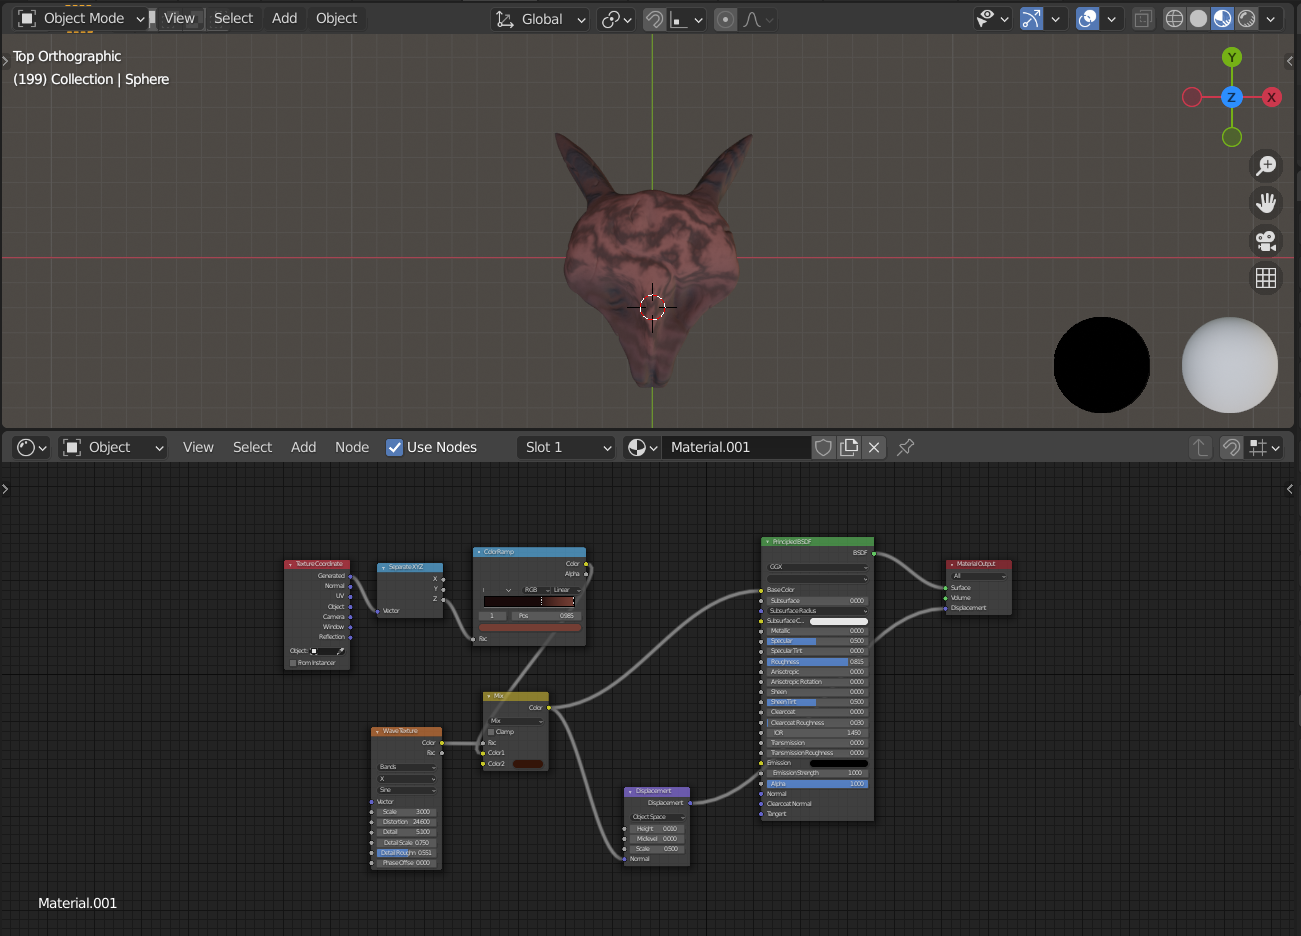 Object Mode View Select Add Object Global
Top Orthographic
(199) Collection | Sphere
Y
Z X
Object View Select Add Node Use Nodes Slot 1 Material.001
Texture Coordinate
Generated
Normal
UV
Object
Camera
Window
Reflection
Object:
From Instancer
Separate XYZ
X
Y
Z
Vector
ColorRamp
Color
Alpha
RGB Linear
1 Pos 0.985
Fac
Mix
Color
Mix
Clamp
Fac
Color1
Color2
Wave Texture
Color
Fac
Bands
X
Sine
Vector
Scale 3.000
Distortion 24.600
Detail 5.100
Detail Scale 0.750
Detail Roughn 0.551
Phase Offse 0.000
Displacement
Displacement
Object Space
Height 0.010
Midlevel 0.000
Scale 0.500
Normal
Principled BSDF
BSDF
GGX
Base Color
Subsurface 0.000
Subsurface Radius
Subsurface C...
Metallic 0.000
Specular 0.500
Specular Tint 0.000
Roughness 0.815
Anisotropic 0.000
Anisotropic Rotation 0.000
Sheen 0.000
Sheen Tint 0.500
Clearcoat 0.000
Clearcoat Roughness 0.030
IOR 1.450
Transmission 0.000
Transmission Roughness 0.000
Emission
Emission Strength 1.000
Alpha 1.000
Normal
Clearcoat Normal
Tangent
Material Output
All
Surface
Volume
Displacement
Material.001